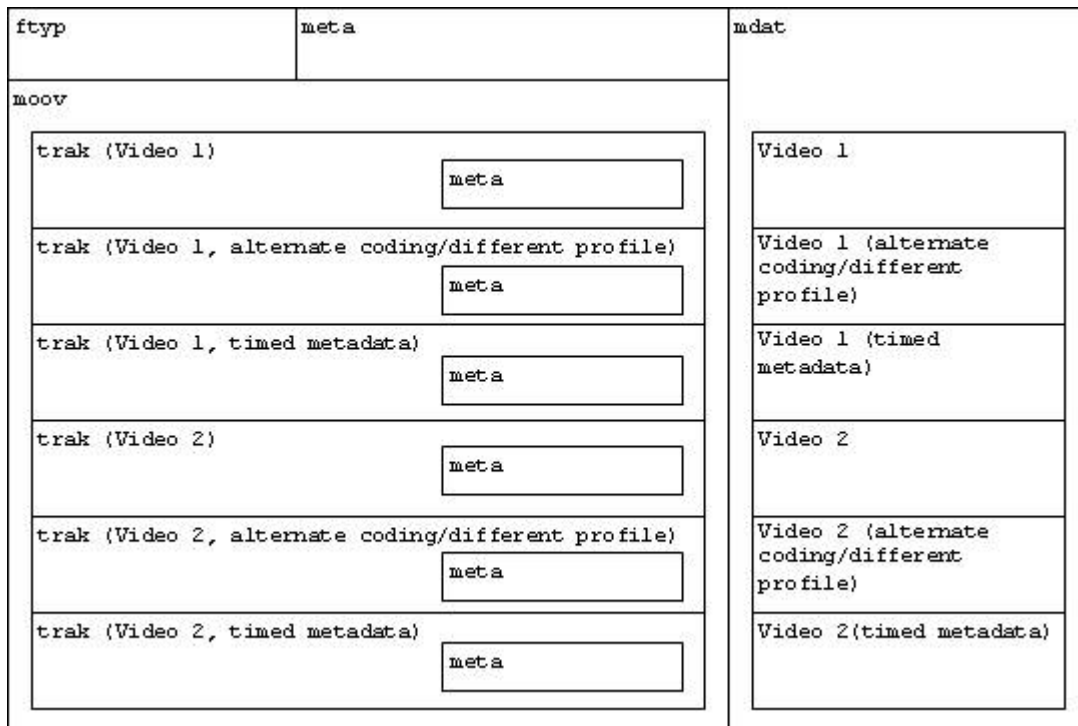 ftyp
meta
mdat
moov
trak (Video 1)
meta
Video 1
trak (Video 1, alternate coding/different profile)
meta
Video 1 (alternate
coding/different
profile)
trak (Video 1, timed metadata)
meta
Video 1 (timed
metadata)
trak (Video 2)
meta
Video 2
trak (Video 2, alternate coding/different profile)
meta
Video 2 (alternate
coding/different
profile)
trak (Video 2, timed metadata)
meta
Video 2(timed metadata)